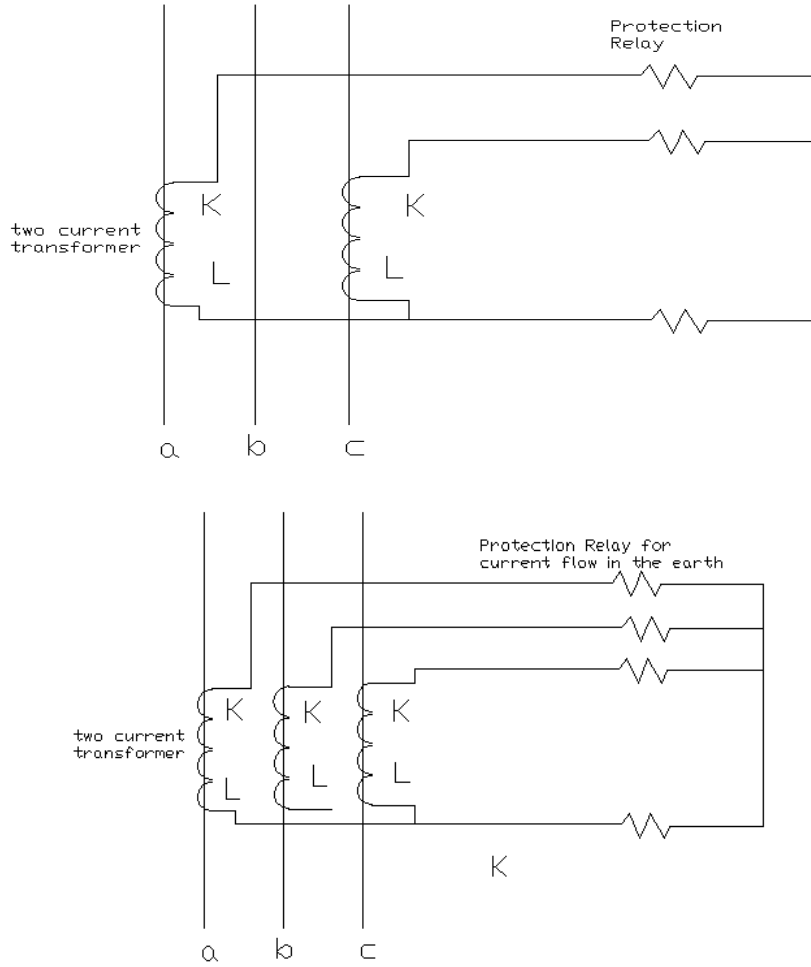 Protection
Relay
K
K
two current
transformer
L
L
a
b
c
Protection Relay for
current flow in the earth
K
K
K
two current
transformer
L
L
L
K
a
b
c